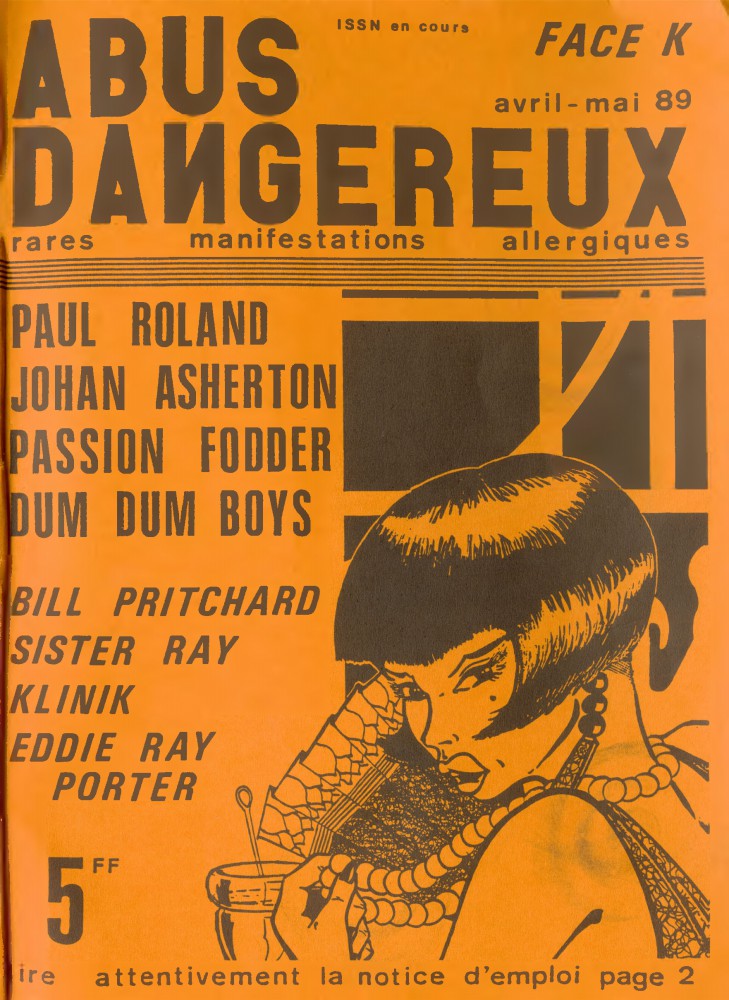 ABUS
ISSN en cours
FACE K
avril-mai 89
DANGEREUX
rares manifestations allergiques
PAUL ROLAND
JOHAN ASHERTON
PASSION FODDER
DUM DUM BOYS
BILL PRITCHARD
SISTER RAY
KLINIK
EDDIE RAY
PORTER
5 FF
ire attentivement la notice d'emploi page 2